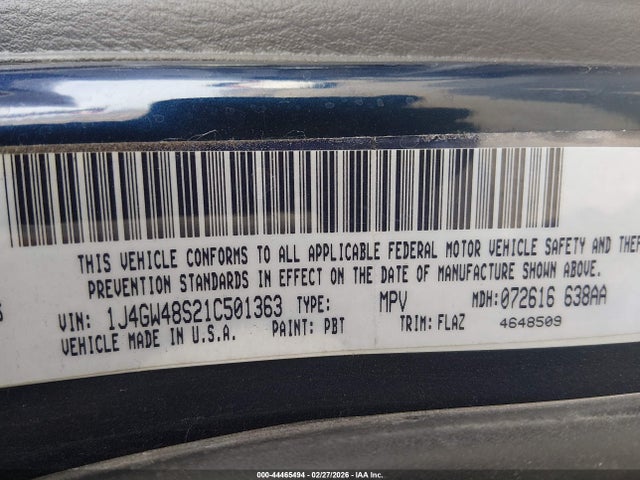 THIS VEHICLE CONFORMS TO ALL APPLICABLE FEDERAL MOTOR VEHICLE SAFETY AND THEF
PREVENTION STANDARDS IN EFFECT ON THE DATE OF MANUFACTURE SHOWN ABOVE.
VIN: 1J4GW48S21C501363 TYPE: MPV MDH:072616 638AA
VEHICLE MADE IN U.S.A. PAINT: PBT TRIM:FLAZ 4648509
000-44465494 - 02/27/2026 - IAA Inc.